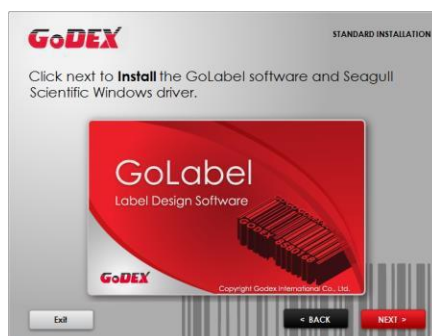 GoDEX
STANDARD INSTALLATION
Click next to Install the GoLabel software and Seagull
Scientific Windows driver.
GoLabel
Label Design Software
GoDEX
Copyright Godex International Co., Ltd.
Exit
< BACK
NEXT >